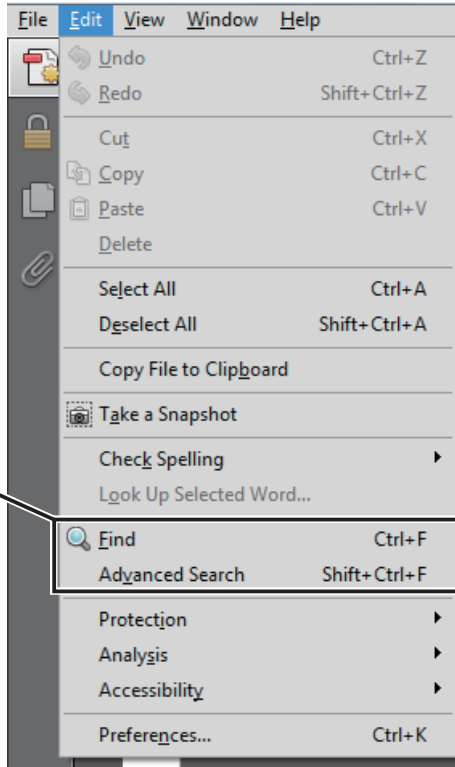 File Edit View Window Help
Undo Ctrl+Z
Redo Shift+Ctrl+Z
Cut Ctrl+X
Copy Ctrl+C
Paste Ctrl+V
Delete
Select All Ctrl+A
Deselect All Shift+Ctrl+A
Copy File to Clipboard
Take a Snapshot
Check Spelling
Look Up Selected Word...
Find Ctrl+F
Advanced Search Shift+Ctrl+F
Protection
Analysis
Accessibility
Preferences... Ctrl+K